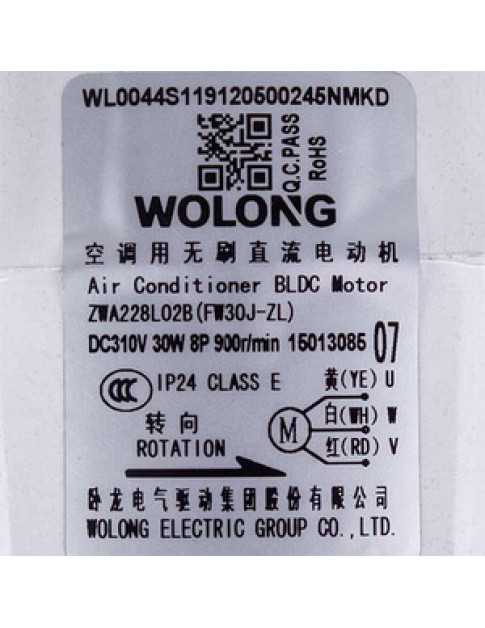 WL0044S119120500245NMKD
Q.C.PASS
RoHS
WOLONG
空调用无刷直流电动机
Air Conditioner BLDC Motor
ZWA228L02B(FW30J-ZL)
DC310V 30W 8P 900r/min 15013085 07
CCC IP24 CLASS E 黄(YE) U
转向 M 白(WH) W
ROTATION 红(RD) V
卧龙电气驱动集团股份有限公司
WOLONG ELECTRIC GROUP CO.,LTD.